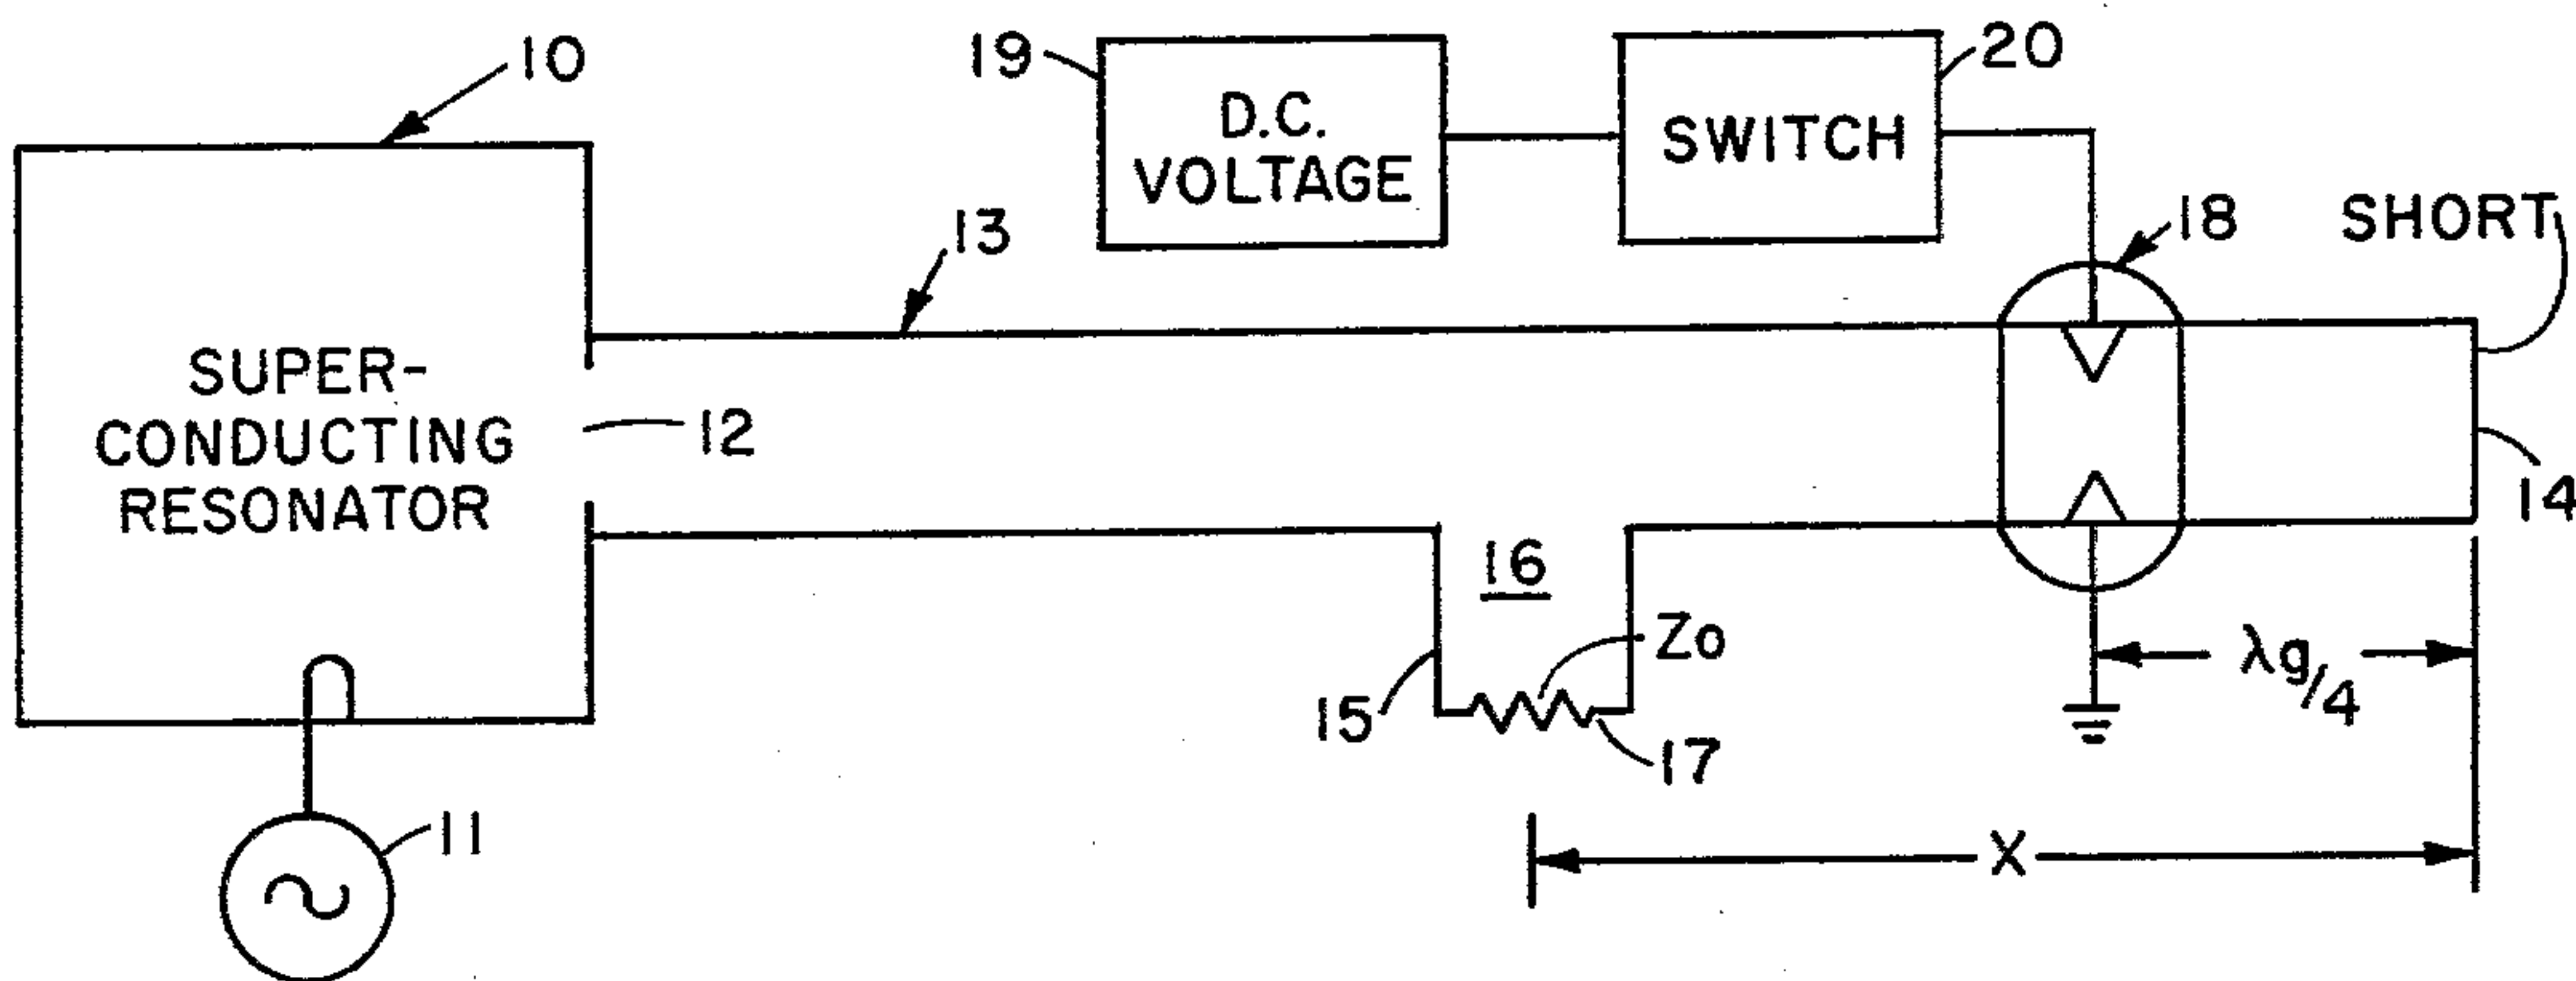 10
19
D.C.
VOLTAGE
SWITCH
20
13
18
SHORT
SUPER-
CONDUCTING
RESONATOR
12
14
16
Zo
15
17
λg/4
X
11